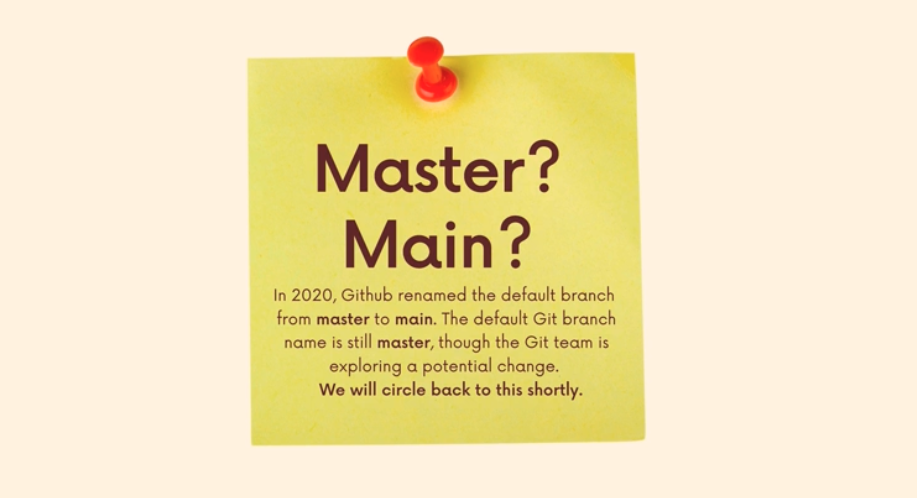 Master?
Main?
In 2020, Github renamed the default branch
from master to main. The default Git branch
name is still master, though the Git team is
exploring a potential change.
We will circle back to this shortly.